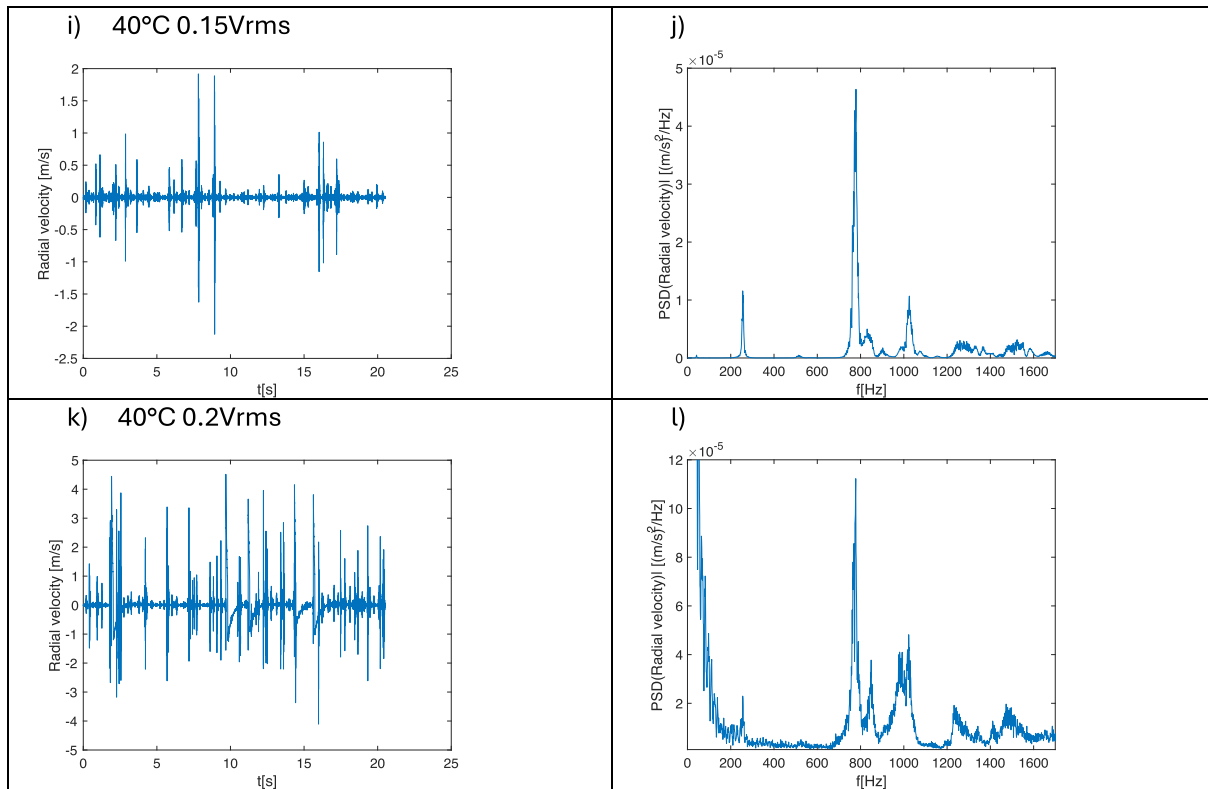 i) 40°C 0.15Vrms
2
1.5
1
0.5
0
-0.5
-1
-1.5
-2
-2.5
0 5 10 15 20 25
Radial velocity [m/s]
t[s]
j)
×10-5
5
4
3
2
1
0
0 200 400 600 800 1000 1200 1400 1600
PSD(Radial velocity)| [(m/s)2/Hz]
f[Hz]
k) 40°C 0.2Vrms
5
4
3
2
1
0
-1
-2
-3
-4
-5
0 5 10 15 20 25
Radial velocity [m/s]
t[s]
l)
×10-5
12
10
8
6
4
2
0 200 400 600 800 1000 1200 1400 1600
PSD(Radial velocity)| [(m/s)2/Hz]
f[Hz]